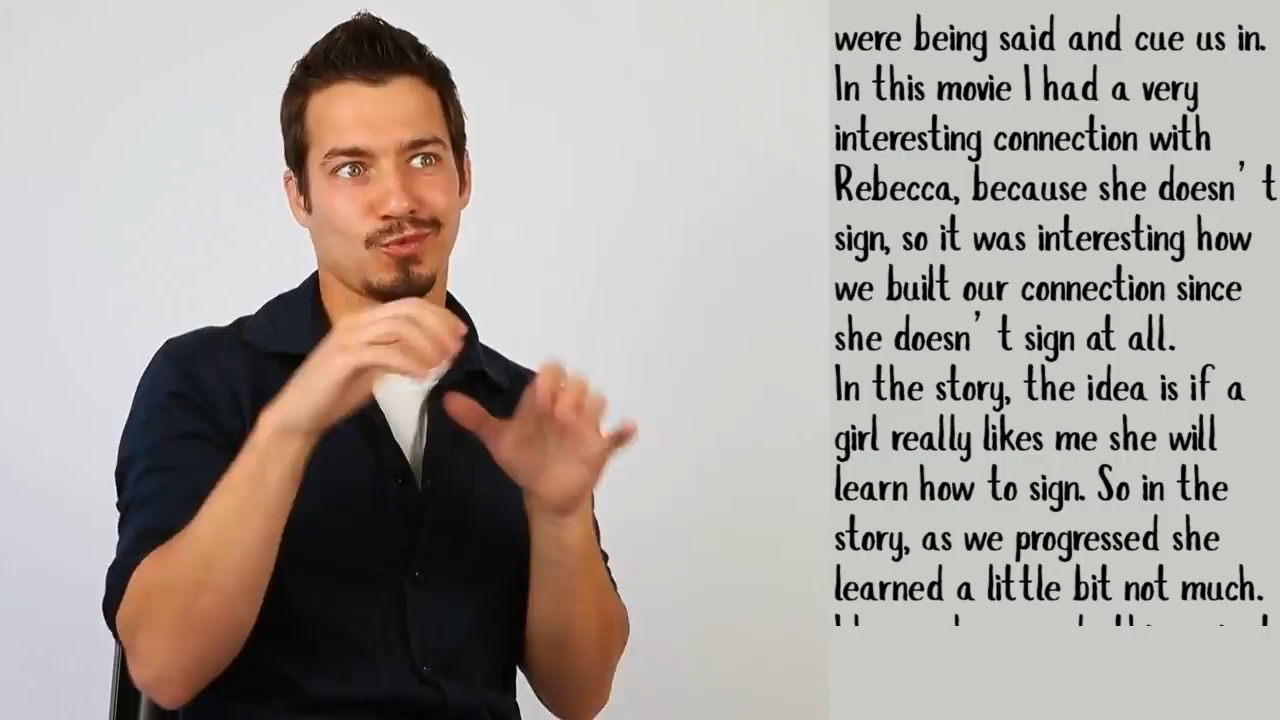 were being said and cue us in.
In this movie I had a very
interesting connection with
Rebecca, because she doesn't
sign, so it was interesting how
we built our connection since
she doesn't sign at all.
In the story, the idea is if a
girl really likes me she will
learn how to sign. So in the
story, as we progressed she
learned a little bit not much.